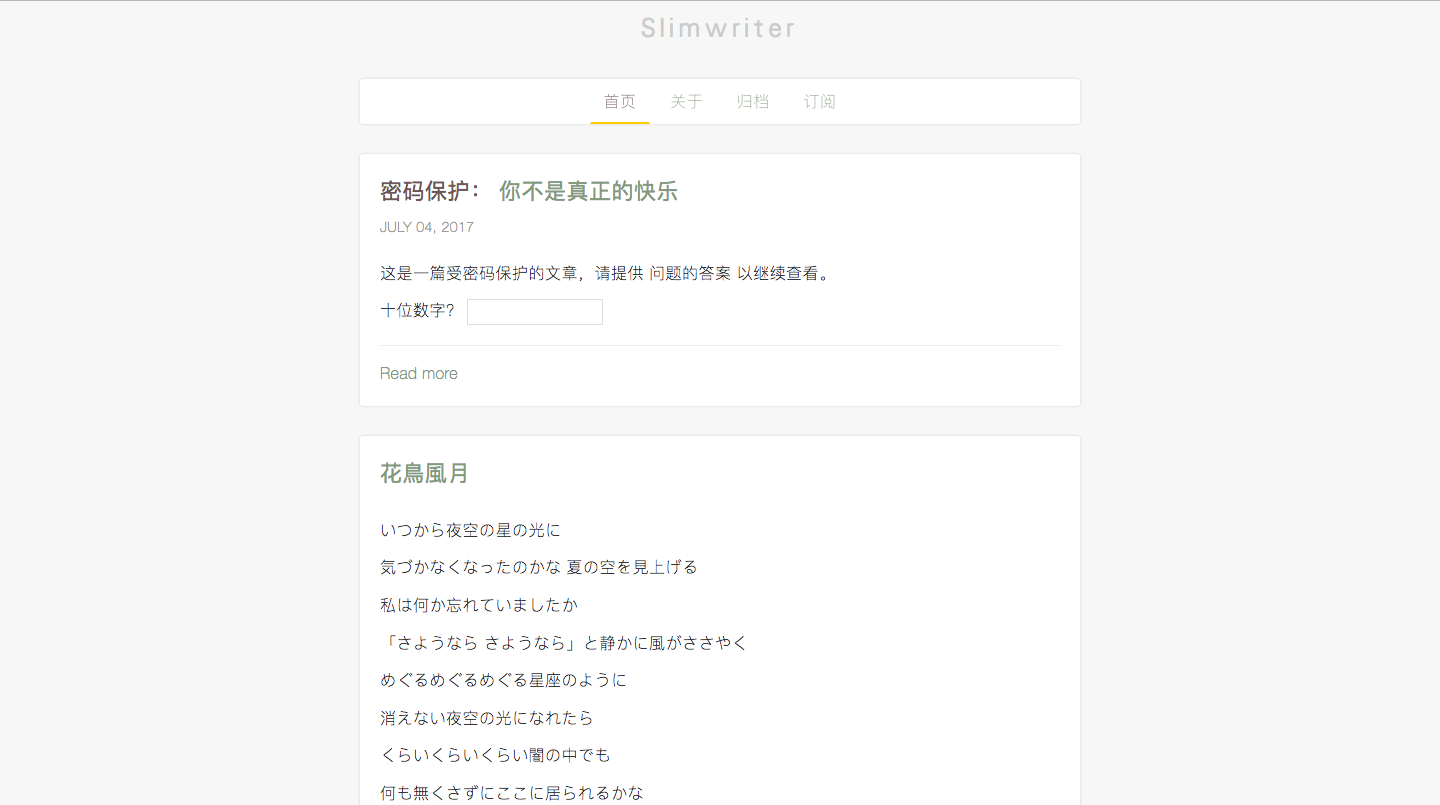 Slimwriter
首页 关于 归档 订阅
密码保护： 你不是真正的快乐
JULY 04, 2017
这是一篇受密码保护的文章，请提供 问题的答案 以继续查看。
十位数字？
Read more
花鳥風月
いつから夜空の星の光に
気づかなくなったのかな 夏の空を見上げる
私は何か忘れていましたか
「さようなら さようなら」と静かに風がささやく
めぐるめぐるめぐる星座のように
消えない夜空の光になれたら
くらいくらいくらい闇の中でも
何も無くさずにここに居られるかな